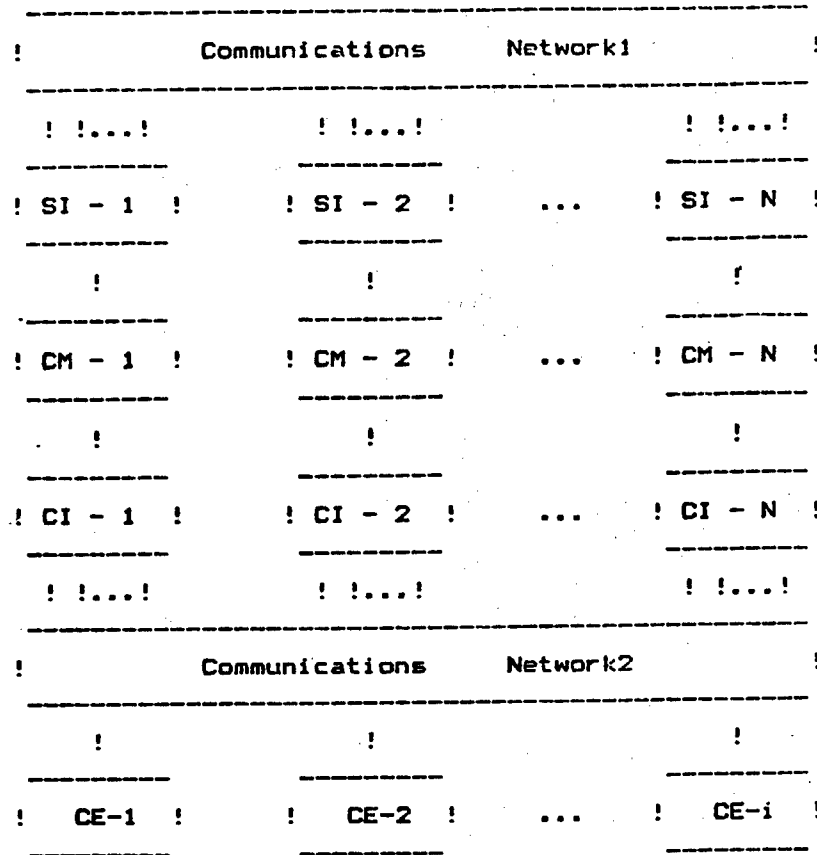 ! Communications Network1 !
! !...! ! !...! ! !...!
! SI - 1 ! ! SI - 2 ! ... ! SI - N !
! ! !
! CM - 1 ! ! CM - 2 ! ... ! CM - N !
! ! !
! CI - 1 ! ! CI - 2 ! ... ! CI - N !
! !...! ! !...! ! !...!
! Communications Network2 !
! ! !
! CE-1 ! ! CE-2 ! ... ! CE-i !